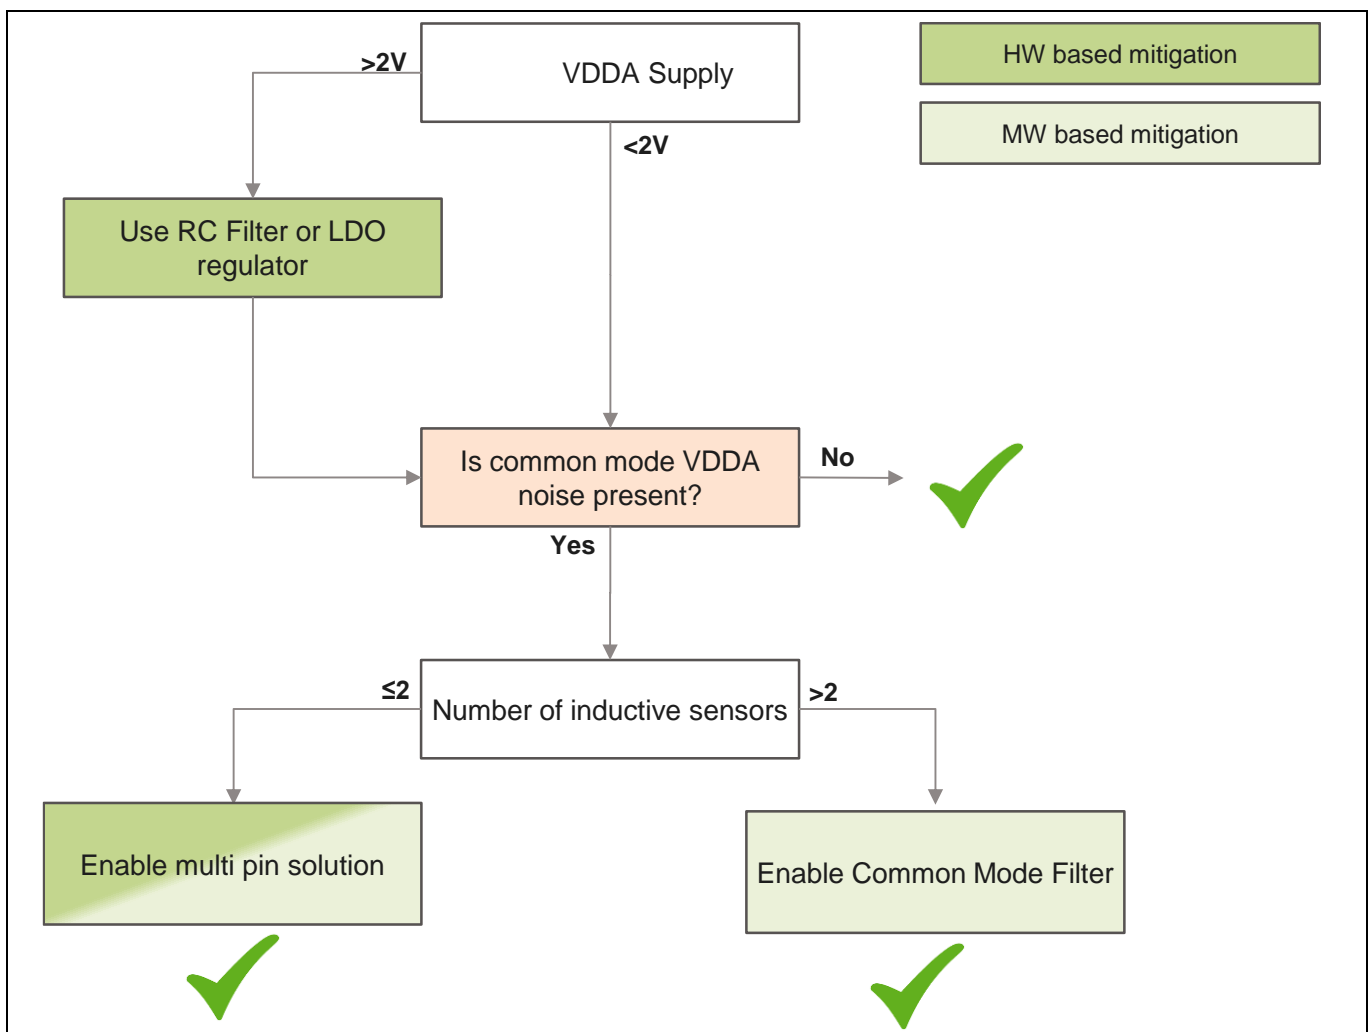 >2V
VDDA Supply
HW based mitigation
MW based mitigation
<2V
Use RC Filter or LDO
regulator
Is common mode VDDA
noise present?
No
Yes
≤2
Number of inductive sensors
>2
Enable multi pin solution
Enable Common Mode Filter